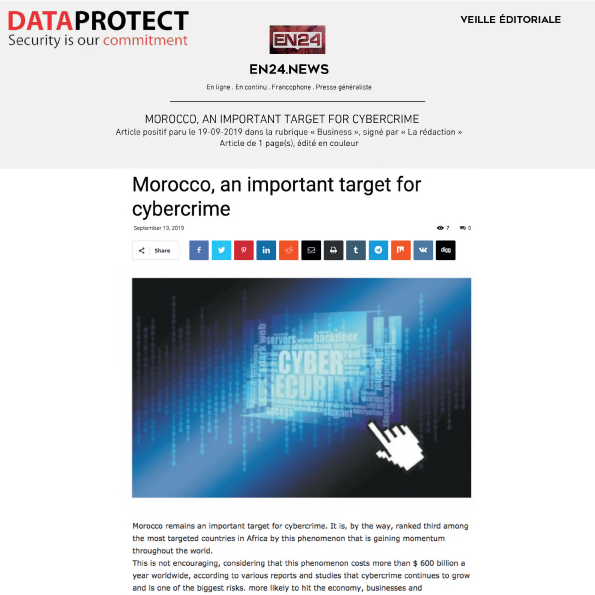 DATAPROTECT
Security is our commitment
VEILLE ÉDITORIALE
EN24
EN24.NEWS
En ligne . En continu . Francophone . Presse généraliste
MOROCCO, AN IMPORTANT TARGET FOR CYBERCRIME
Article positif paru le 19-09-2019 dans la rubrique « Business », signé par « La rédaction »
Article de 1 page(s), édité en couleur
Morocco, an important target for
cybercrime
September 19, 2019
7 0
Share
digg
dark web
servers
backdoor
CYBER
SECURITY
worms
access
stuxnet
Morocco remains an important target for cybercrime. It is, by the way, ranked third among
the most targeted countries in Africa by this phenomenon that is gaining momentum
throughout the world.
This is not encouraging, considering that this phenomenon costs more than $ 600 billion a
year worldwide, according to various reports and studies that cybercrime continues to grow
and is one of the biggest risks. more likely to hit the economy, businesses and